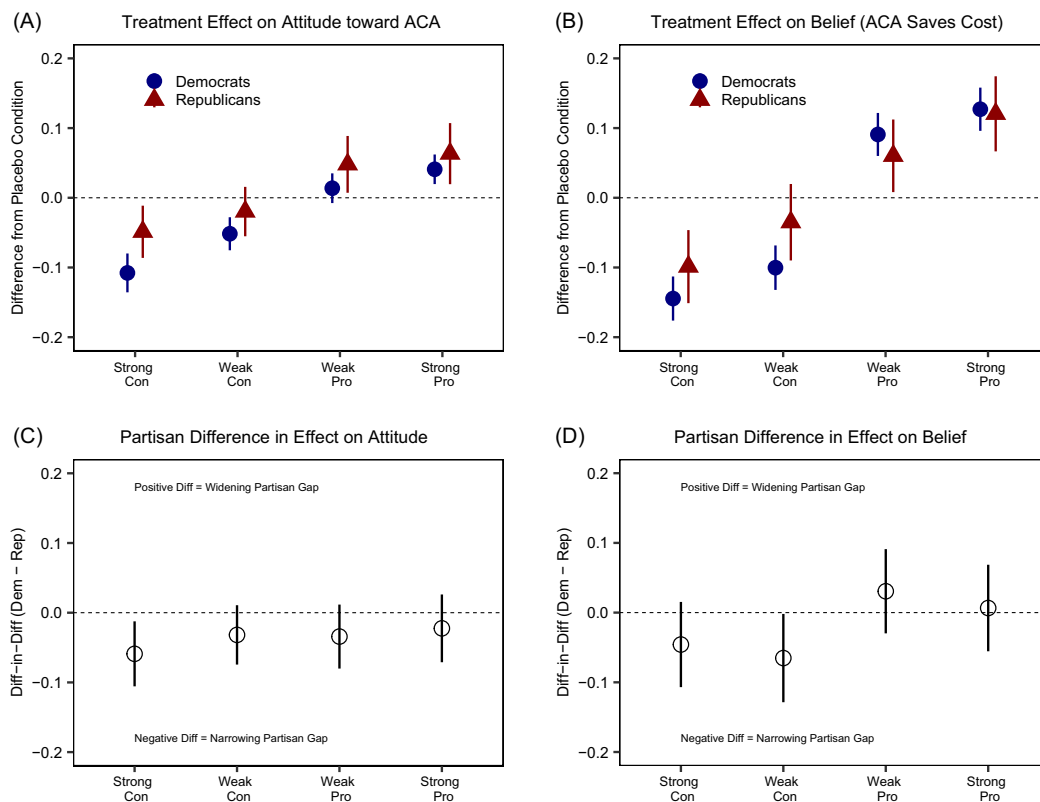 (A)
Treatment Effect on Attitude toward ACA
Difference from Placebo Condition
0.2
0.1
0.0
−0.1
−0.2
Democrats
Republicans
Strong
Con
Weak
Con
Weak
Pro
Strong
Pro
(B)
Treatment Effect on Belief (ACA Saves Cost)
Difference from Placebo Condition
0.2
0.1
0.0
−0.1
−0.2
Democrats
Republicans
Strong
Con
Weak
Con
Weak
Pro
Strong
Pro
(C)
Partisan Difference in Effect on Attitude
Diff−in−Diff (Dem − Rep)
0.2
0.1
0.0
−0.1
−0.2
Positive Diff = Widening Partisan Gap
Negative Diff = Narrowing Partisan Gap
Strong
Con
Weak
Con
Weak
Pro
Strong
Pro
(D)
Partisan Difference in Effect on Belief
Diff−in−Diff (Dem − Rep)
0.2
0.1
0.0
−0.1
−0.2
Positive Diff = Widening Partisan Gap
Negative Diff = Narrowing Partisan Gap
Strong
Con
Weak
Con
Weak
Pro
Strong
Pro